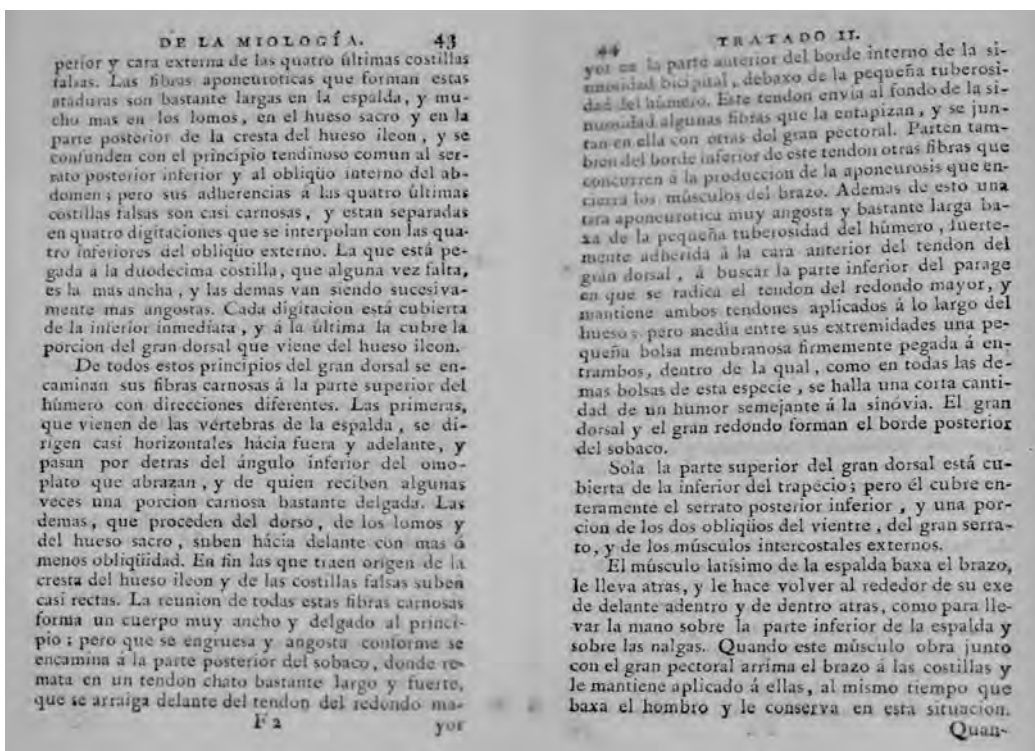 DE LA MIOLOGÍA. 43
perior y cara externa de las quatro últimas costillas
falsas. Las fibras aponeuroticas que forman estas
ataduras son bastante largas en la espalda, y mu-
cho mas en los lomos, en el hueso sacro y en la
parte posterior de la cresta del hueso ileon, y se
confunden con el principio tendinoso comun al ser-
rato posterior inferior y al obliqüo interno del ab-
domen; pero sus adherencias á las quatro últimas
costillas falsas son casi carnosas, y estan separadas
en quatro digitaciones que se interpolan con las qua-
tro inferiores del obliqüo externo. La que está pe-
gada á la duodecima costilla, que alguna vez falta,
es la mas ancha, y las demas van siendo sucesiva-
mente mas angostas. Cada digitacion está cubierta
de la inferior inmediata, y á la última la cubre la
porcion del gran dorsal que viene del hueso ileon.
De todos estos principios del gran dorsal se en-
caminan sus fibras carnosas á la parte superior del
húmero con direcciones diferentes. Las primeras,
que vienen de las vértebras de la espalda, se di-
rigen casi horizontales hácia fuera y adelante, y
pasan por detras del ángulo inferior del omo-
plato que abrazan, y de quien reciben algunas
veces una porcion carnosa bastante delgada. Las
demas, que proceden del dorso, de los lomos y
del hueso sacro, suben hácia delante con mas ó
menos obliqüidad. En fin las que traen origen de la
cresta del hueso ileon y de las costillas falsas suben
casi rectas. La reunion de todas estas fibras carnosas
forma un cuerpo muy ancho y delgado al princi-
pio; pero que se engruesa y angosta conforme se
encamina á la parte posterior del sobaco, donde re-
mata en un tendon chato bastante largo y fuerte,
que se arraiga delante del tendon del redondo ma-
F 2 yor
44 TRATADO II.
yor en la parte anterior del borde interno de la si-
nuosidad bicipital, debaxo de la pequeña tuberosi-
dad del húmero. Este tendon envia al fondo de la si-
nuosidad algunas fibras que la entapizan, y se jun-
tan en ella con otras del gran pectoral. Parten tam-
bien del borde inferior de este tendon otras fibras que
concurren á la produccion de la aponeurosis que en-
cierra los músculos del brazo. Ademas de esto una
tira aponeurotica muy angosta y bastante larga ba-
xa de la pequeña tuberosidad del húmero, fuerte-
mente adherida á la cara anterior del tendon del
gran dorsal, á buscar la parte inferior del parage
en que se radica el tendon del redondo mayor, y
mantiene ambos tendones aplicados á lo largo del
hueso; pero media entre sus extremidades una pe-
queña bolsa membranosa firmemente pegada á en-
trambos, dentro de la qual, como en todas las de-
mas bolsas de esta especie, se halla una corta canti-
dad de un humor semejante á la sinóvia. El gran
dorsal y el gran redondo forman el borde posterior
del sobaco.
Sola la parte superior del gran dorsal está cu-
bierta de la inferior del trapecio; pero él cubre en-
teramente el serrato posterior inferior, y una por-
cion de los dos obliqüos del vientre, del gran serra-
to, y de los músculos intercostales externos.
El músculo latísimo de la espalda baxa el brazo,
le lleva atras, y le hace volver al rededor de su exe
de delante adentro y de dentro atras, como para lle-
var la mano sobre la parte inferior de la espalda y
sobre las nalgas. Quando este músculo obra junto
con el gran pectoral arrima el brazo á las costillas y
le mantiene aplicado á ellas, al mismo tiempo que
baxa el hombro y le conserva en esta situacion.
Quan-